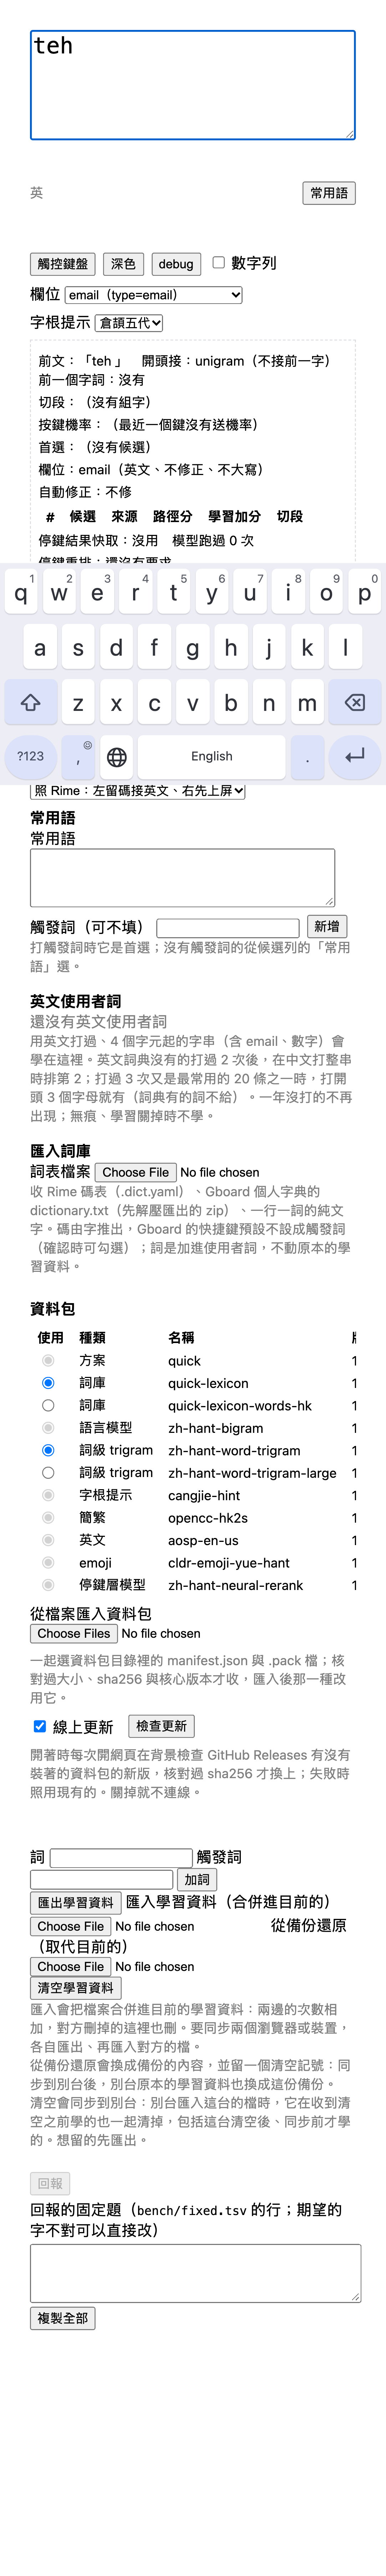 teh
英 常用語
觸控鍵盤 深色 debug 數字列
欄位 email（type=email）
字根提示 倉頡五代
前文：「teh 」 開頭接：unigram（不接前一字）
前一個字詞：沒有
切段：（沒有組字）
按鍵機率：（最近一個鍵沒有送機率）
首選：（沒有候選）
欄位：email（英文、不修正、不大寫）
自動修正：不修
# 候選 來源 路徑分 學習加分 切段
停鍵結果快取：沒用 模型跑過 0 次
停鍵重排：還沒有要求
q1 w2 e3 r4 t5 y6 u7 i8 o9 p0
a s d f g h j k l
z x c v b n m
?123 , English .
照 Rime：左留碼接英文、右先上屏
常用語
常用語
觸發詞（可不填） 新增
打觸發詞時它是首選；沒有觸發詞的從候選列的「常用
語」選。
英文使用者詞
還沒有英文使用者詞
用英文打過、4 個字元起的字串（含 email、數字）會
學在這裡。英文詞典沒有的打過 2 次後，在中文打整串
時排第 2；打過 3 次又是最常用的 20 條之一時，打開
頭 3 個字母就有（詞典有的詞不給）。一年沒打的不再
出現；無痕、學習關掉時不學。
匯入詞庫
詞表檔案 Choose File No file chosen
收 Rime 碼表（.dict.yaml）、Gboard 個人字典的
dictionary.txt（先解壓匯出的 zip）、一行一詞的純文
字。碼由字推出，Gboard 的快捷鍵預設不設成觸發詞
（確認時可勾選）；詞是加進使用者詞，不動原本的學
習資料。
資料包
使用 種類 名稱
方案 quick 1
詞庫 quick-lexicon 1
詞庫 quick-lexicon-words-hk 1
語言模型 zh-hant-bigram 1
詞級 trigram zh-hant-word-trigram 1
詞級 trigram zh-hant-word-trigram-large 1
字根提示 cangjie-hint 1
簡繁 opencc-hk2s 1
英文 aosp-en-us 1
emoji cldr-emoji-yue-hant 1
停鍵層模型 zh-hant-neural-rerank 1
從檔案匯入資料包
Choose Files No file chosen
一起選資料包目錄裡的 manifest.json 與 .pack 檔；核
對過大小、sha256 與核心版本才收，匯入後那一種改
用它。
線上更新 檢查更新
開著時每次開網頁在背景檢查 GitHub Releases 有沒有
裝著的資料包的新版，核對過 sha256 才換上；失敗時
照用現有的。關掉就不連線。
詞 觸發詞
加詞
匯出學習資料 匯入學習資料（合併進目前的）
Choose File No file chosen 從備份還原
（取代目前的）
Choose File No file chosen
清空學習資料
匯入會把檔案合併進目前的學習資料：兩邊的次數相
加，對方刪掉的這裡也刪。要同步兩個瀏覽器或裝置，
各自匯出、再匯入對方的檔。
從備份還原會換成備份的內容，並留一個清空記號：同
步到別台後，別台原本的學習資料也換成這份備份。
清空會同步到別台：別台匯入這台的檔時，它在收到清
空之前學的也一起清掉，包括這台清空後、同步前才學
的。想留的先匯出。
回報
回報的固定題（bench/fixed.tsv 的行；期望的
字不對可以直接改）
複製全部